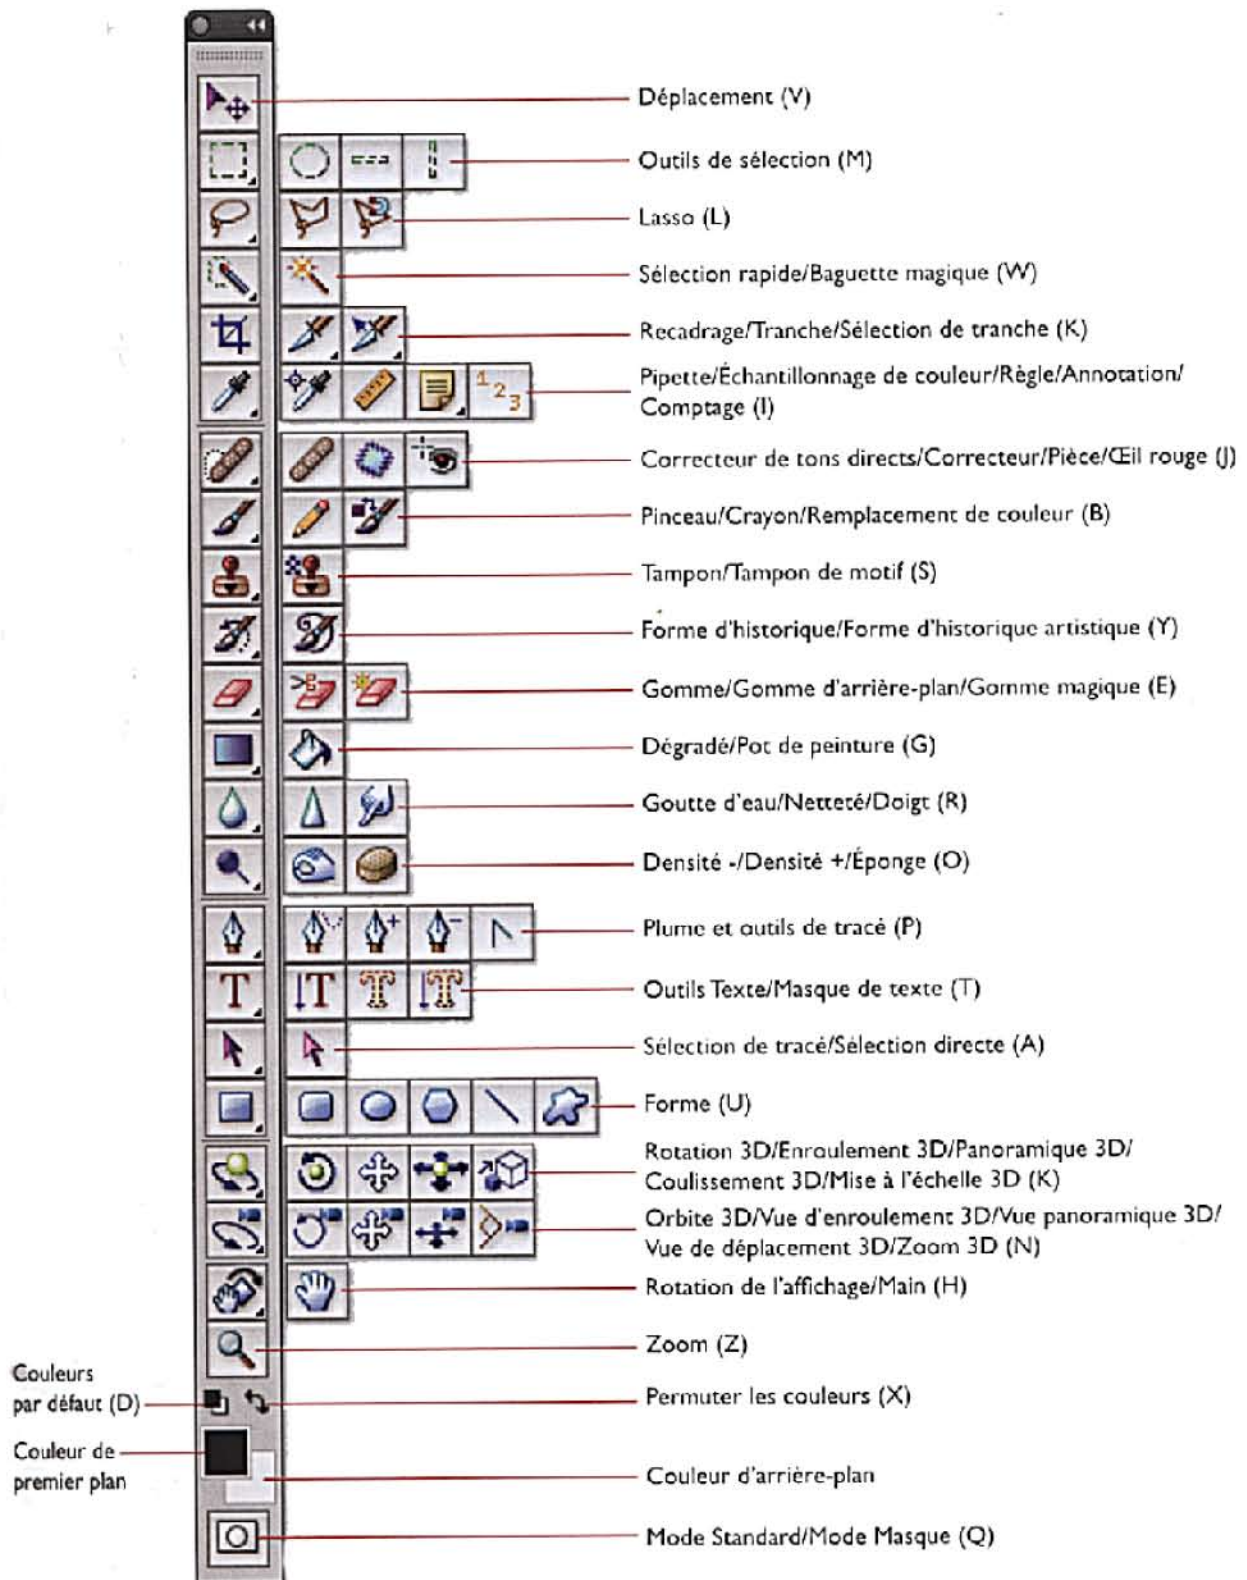 Déplacement (V)
Outils de sélection (M)
Lasso (L)
Sélection rapide/Baguette magique (W)
Recadrage/Tranche/Sélection de tranche (K)
Pipette/Échantillonnage de couleur/Règle/Annotation/
Comptage (I)
1 2 3
Correcteur de tons directs/Correcteur/Pièce/Œil rouge (J)
Pinceau/Crayon/Remplacement de couleur (B)
Tampon/Tampon de motif (S)
Forme d'historique/Forme d'historique artistique (Y)
Gomme/Gomme d'arrière-plan/Gomme magique (E)
Dégradé/Pot de peinture (G)
Goutte d'eau/Netteté/Doigt (R)
Densité -/Densité +/Éponge (O)
Plume et outils de tracé (P)
T T T T
Outils Texte/Masque de texte (T)
Sélection de tracé/Sélection directe (A)
Forme (U)
Rotation 3D/Enroulement 3D/Panoramique 3D/
Coulissement 3D/Mise à l'échelle 3D (K)
Orbite 3D/Vue d'enroulement 3D/Vue panoramique 3D/
Vue de déplacement 3D/Zoom 3D (N)
Rotation de l'affichage/Main (H)
Zoom (Z)
Couleurs
par défaut (D)
Permuter les couleurs (X)
Couleur de
premier plan
Couleur d'arrière-plan
Mode Standard/Mode Masque (Q)